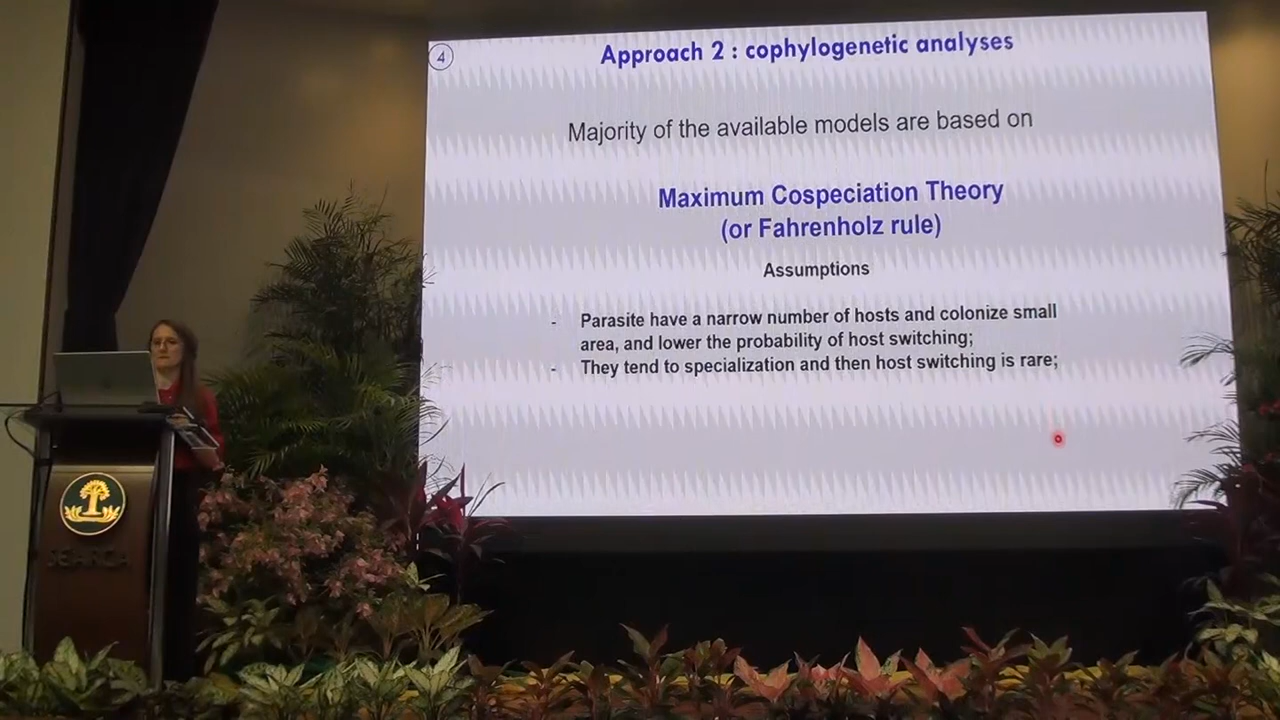 4
Approach 2 : cophylogenetic analyses
Majority of the available models are based on
Maximum Cospeciation Theory
(or Fahrenholz rule)
Assumptions
- Parasite have a narrow number of hosts and colonize small
area, and lower the probability of host switching;
- They tend to specialization and then host switching is rare;
SEARCA